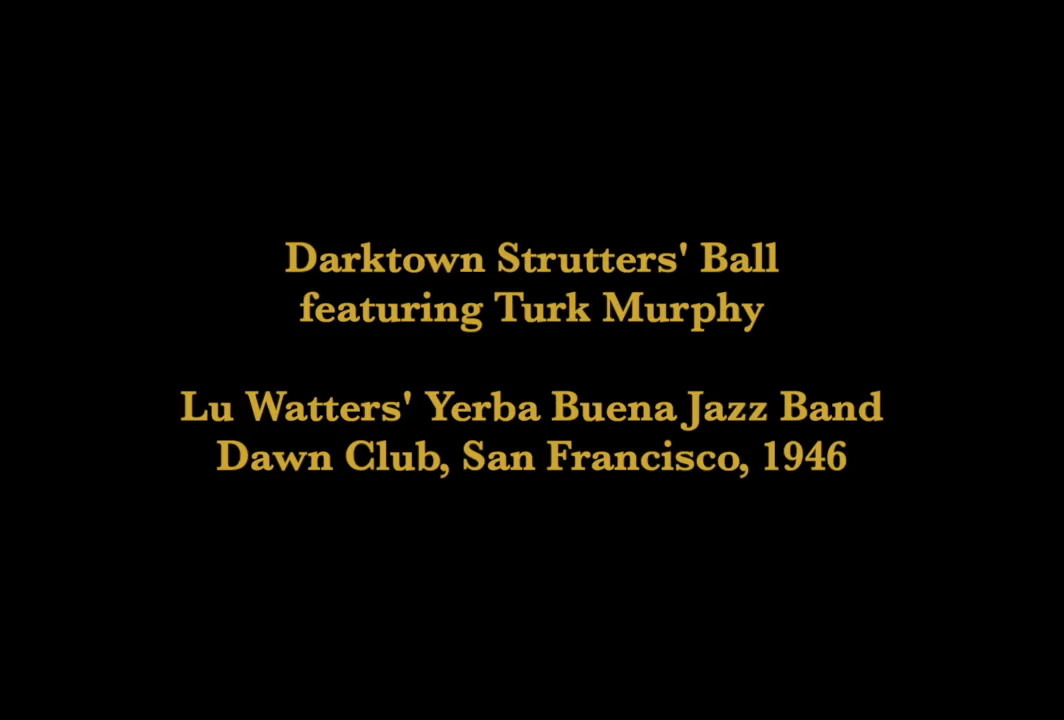 Darktown Strutters' Ball
featuring Turk Murphy
Lu Watters' Yerba Buena Jazz Band
Dawn Club, San Francisco, 1946